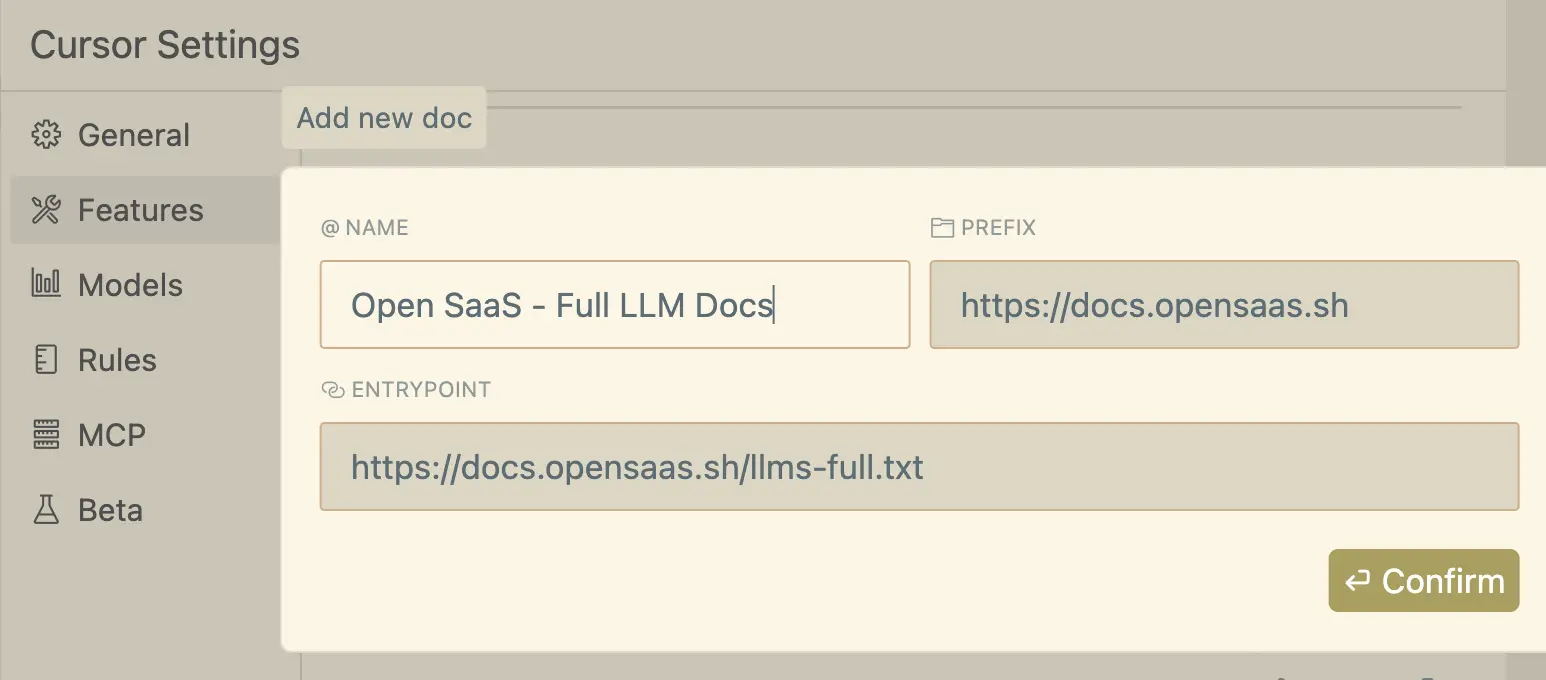 Cursor Settings
General
Features
Models
Rules
MCP
Beta
Add new doc
@ NAME
Open SaaS - Full LLM Docs
PREFIX
https://docs.opensaas.sh
ENTRYPOINT
https://docs.opensaas.sh/llms-full.txt
Confirm